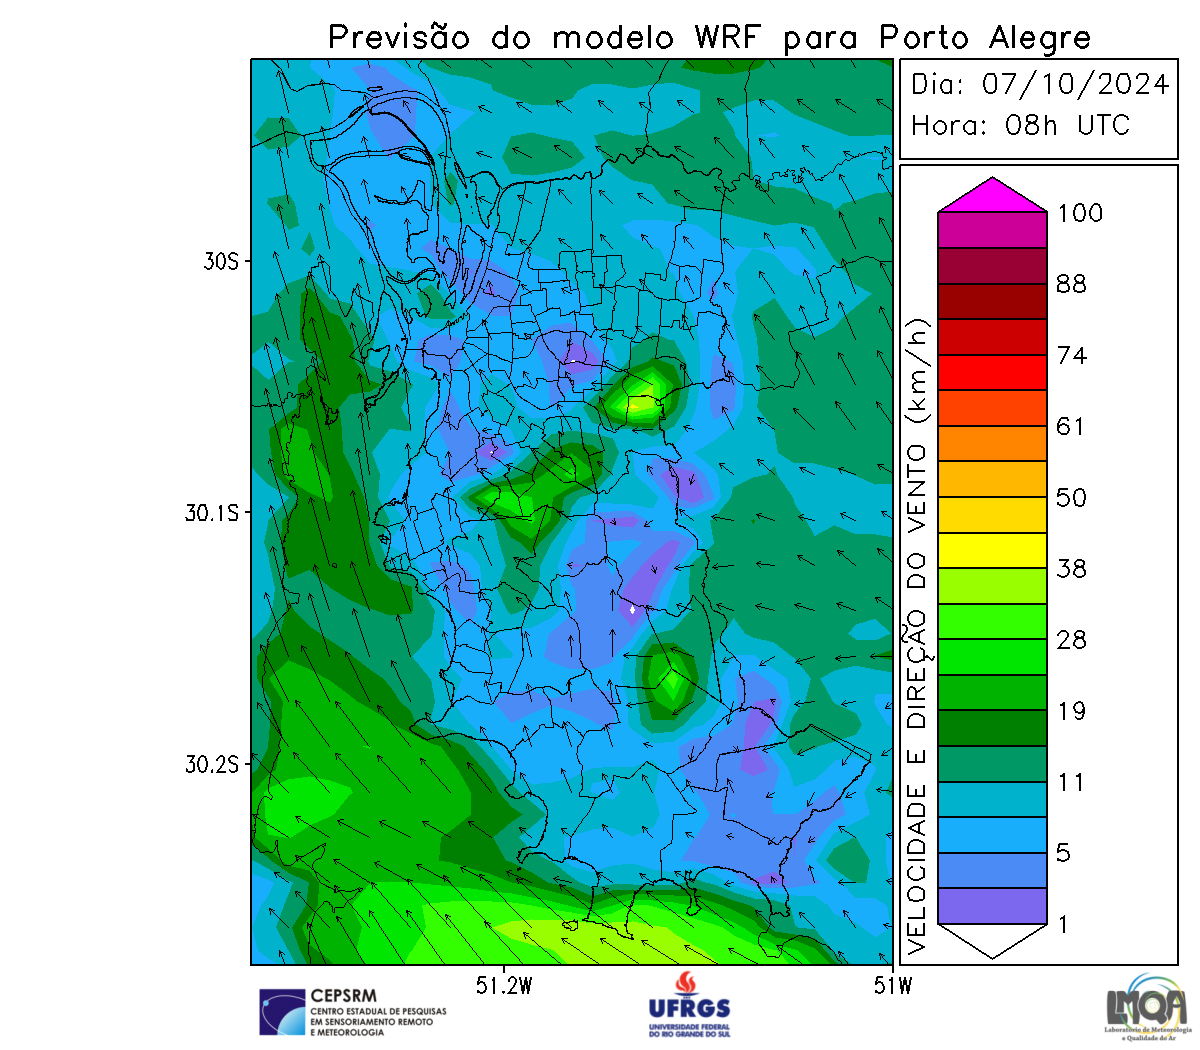 Previsão do modelo WRF para Porto Alegre
Dia: 07/10/2024
Hora: 08h UTC
30S
30.1S
30.2S
51.2W
51W
VELOCIDADE E DIREÇÃO DO VENTO (km/h)
100
88
74
61
50
38
28
19
11
5
1
CEPSRM
CENTRO ESTADUAL DE PESQUISAS
EM SENSORIAMENTO REMOTO
E METEOROLOGIA
UFRGS
UNIVERSIDADE FEDERAL
DO RIO GRANDE DO SUL
LMQA
Laboratório de Meteorologia
e Qualidade do Ar